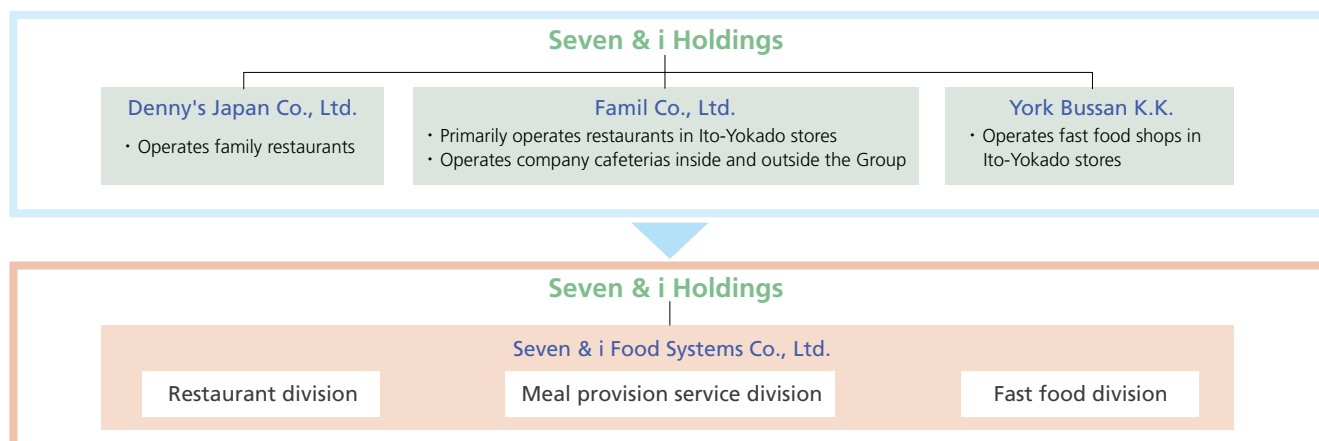 Seven & i Holdings
Denny's Japan Co., Ltd.
・Operates family restaurants
Famil Co., Ltd.
・Primarily operates restaurants in Ito-Yokado stores
・Operates company cafeterias inside and outside the Group
York Bussan K.K.
・Operates fast food shops in
Ito-Yokado stores
Seven & i Holdings
Seven & i Food Systems Co., Ltd.
Restaurant division
Meal provision service division
Fast food division